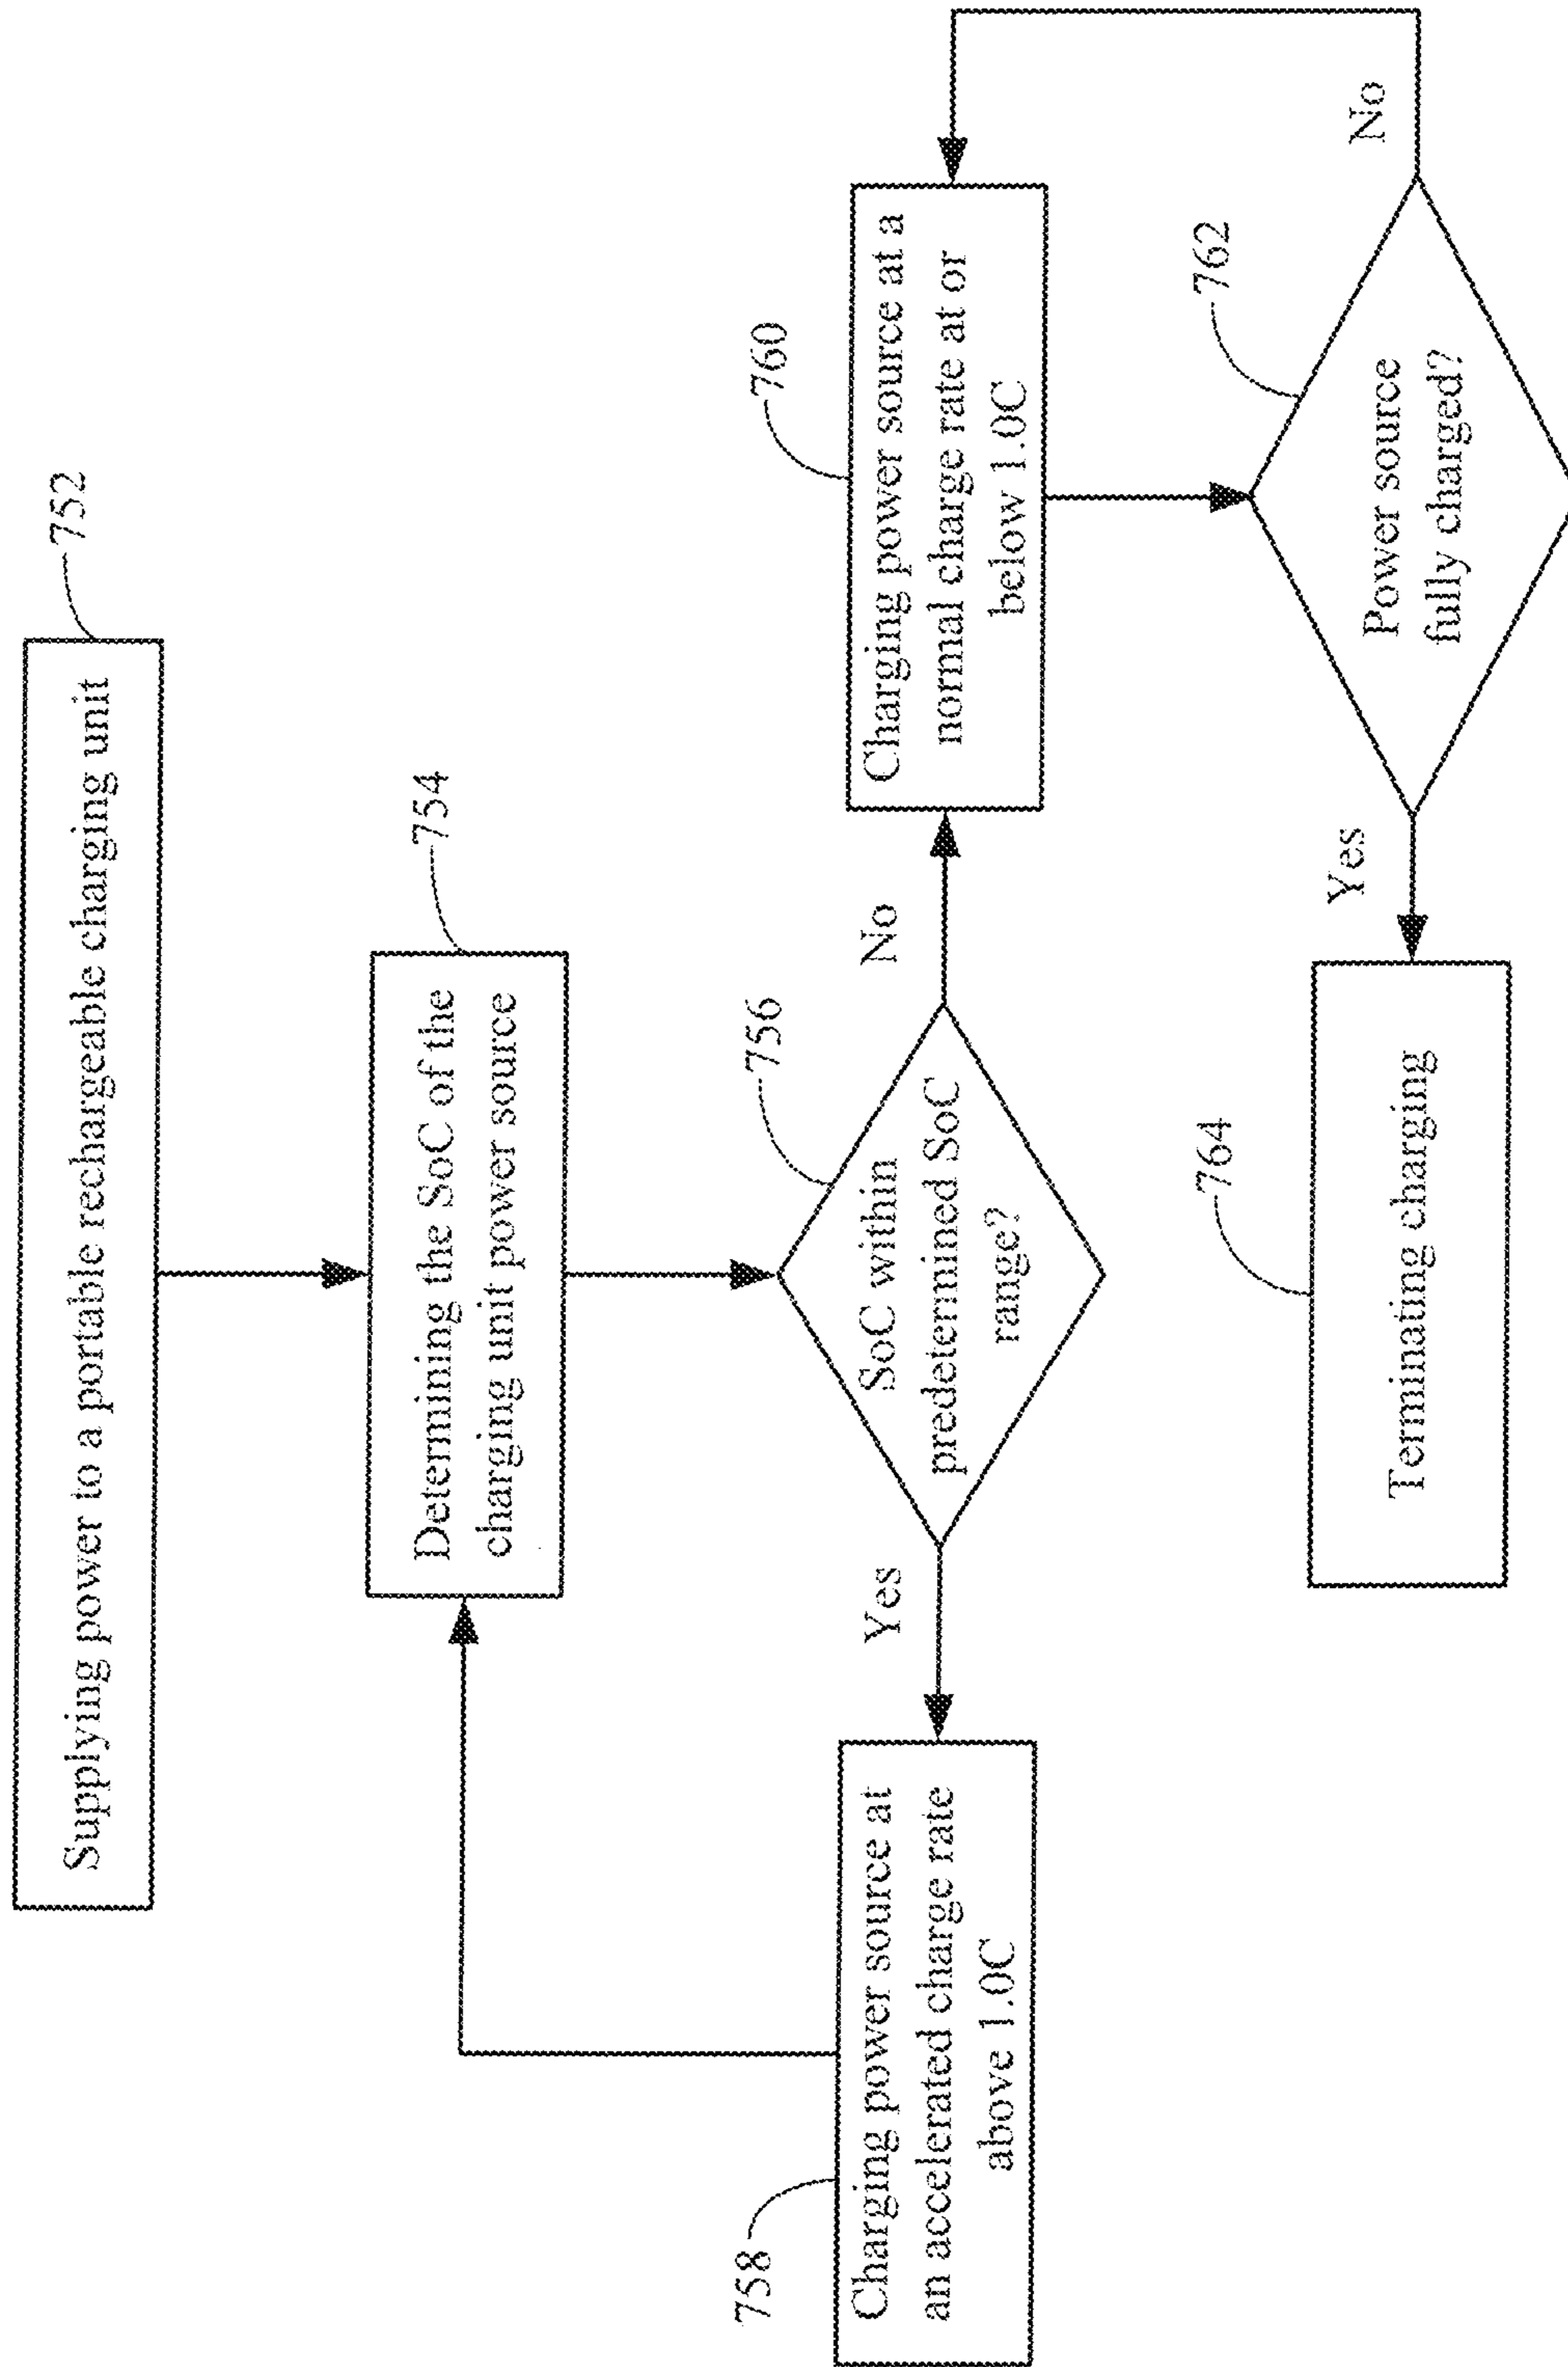 Supplying power to a portable rechargeable charging unit
752
Determining the SoC of the
charging unit power source
754
SoC within
predetermined SoC
range?
756
Yes
No
Charging power source at
an accelerated charge rate
above 1.0C
758
Charging power source at a
normal charge rate at or
below 1.0C
760
Power source
fully charged?
762
Yes
No
Terminating charging
764